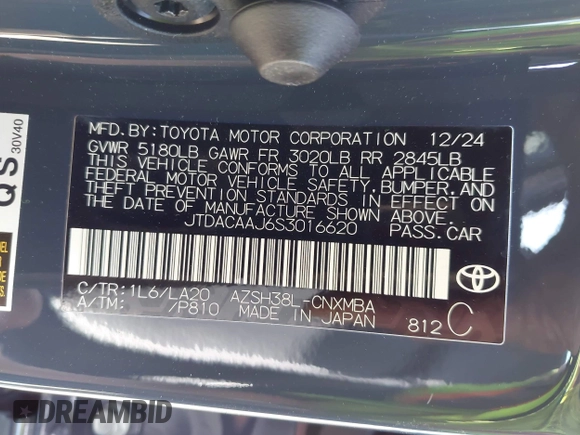 MFD.BY:TOYOTA MOTOR CORPORATION 12/24
GVWR 5180LB GAWR FR 3020LB RR 2845LB
THIS VEHICLE CONFORMS TO ALL APPLICABLE
FEDERAL MOTOR VEHICLE SAFETY,BUMPER,AND
THEFT PREVENTION STANDARDS IN EFFECT
ON THE DATE OF MANUFACTURE SHOWN ABOVE.
JTDACAAJ6S3016620 PASS.CAR
C/TR:1L6/LA20 AZSH38L-CNXMBA
A/TM: /P810 MADE IN JAPAN 812 C
QS
30V40
DREAMBID